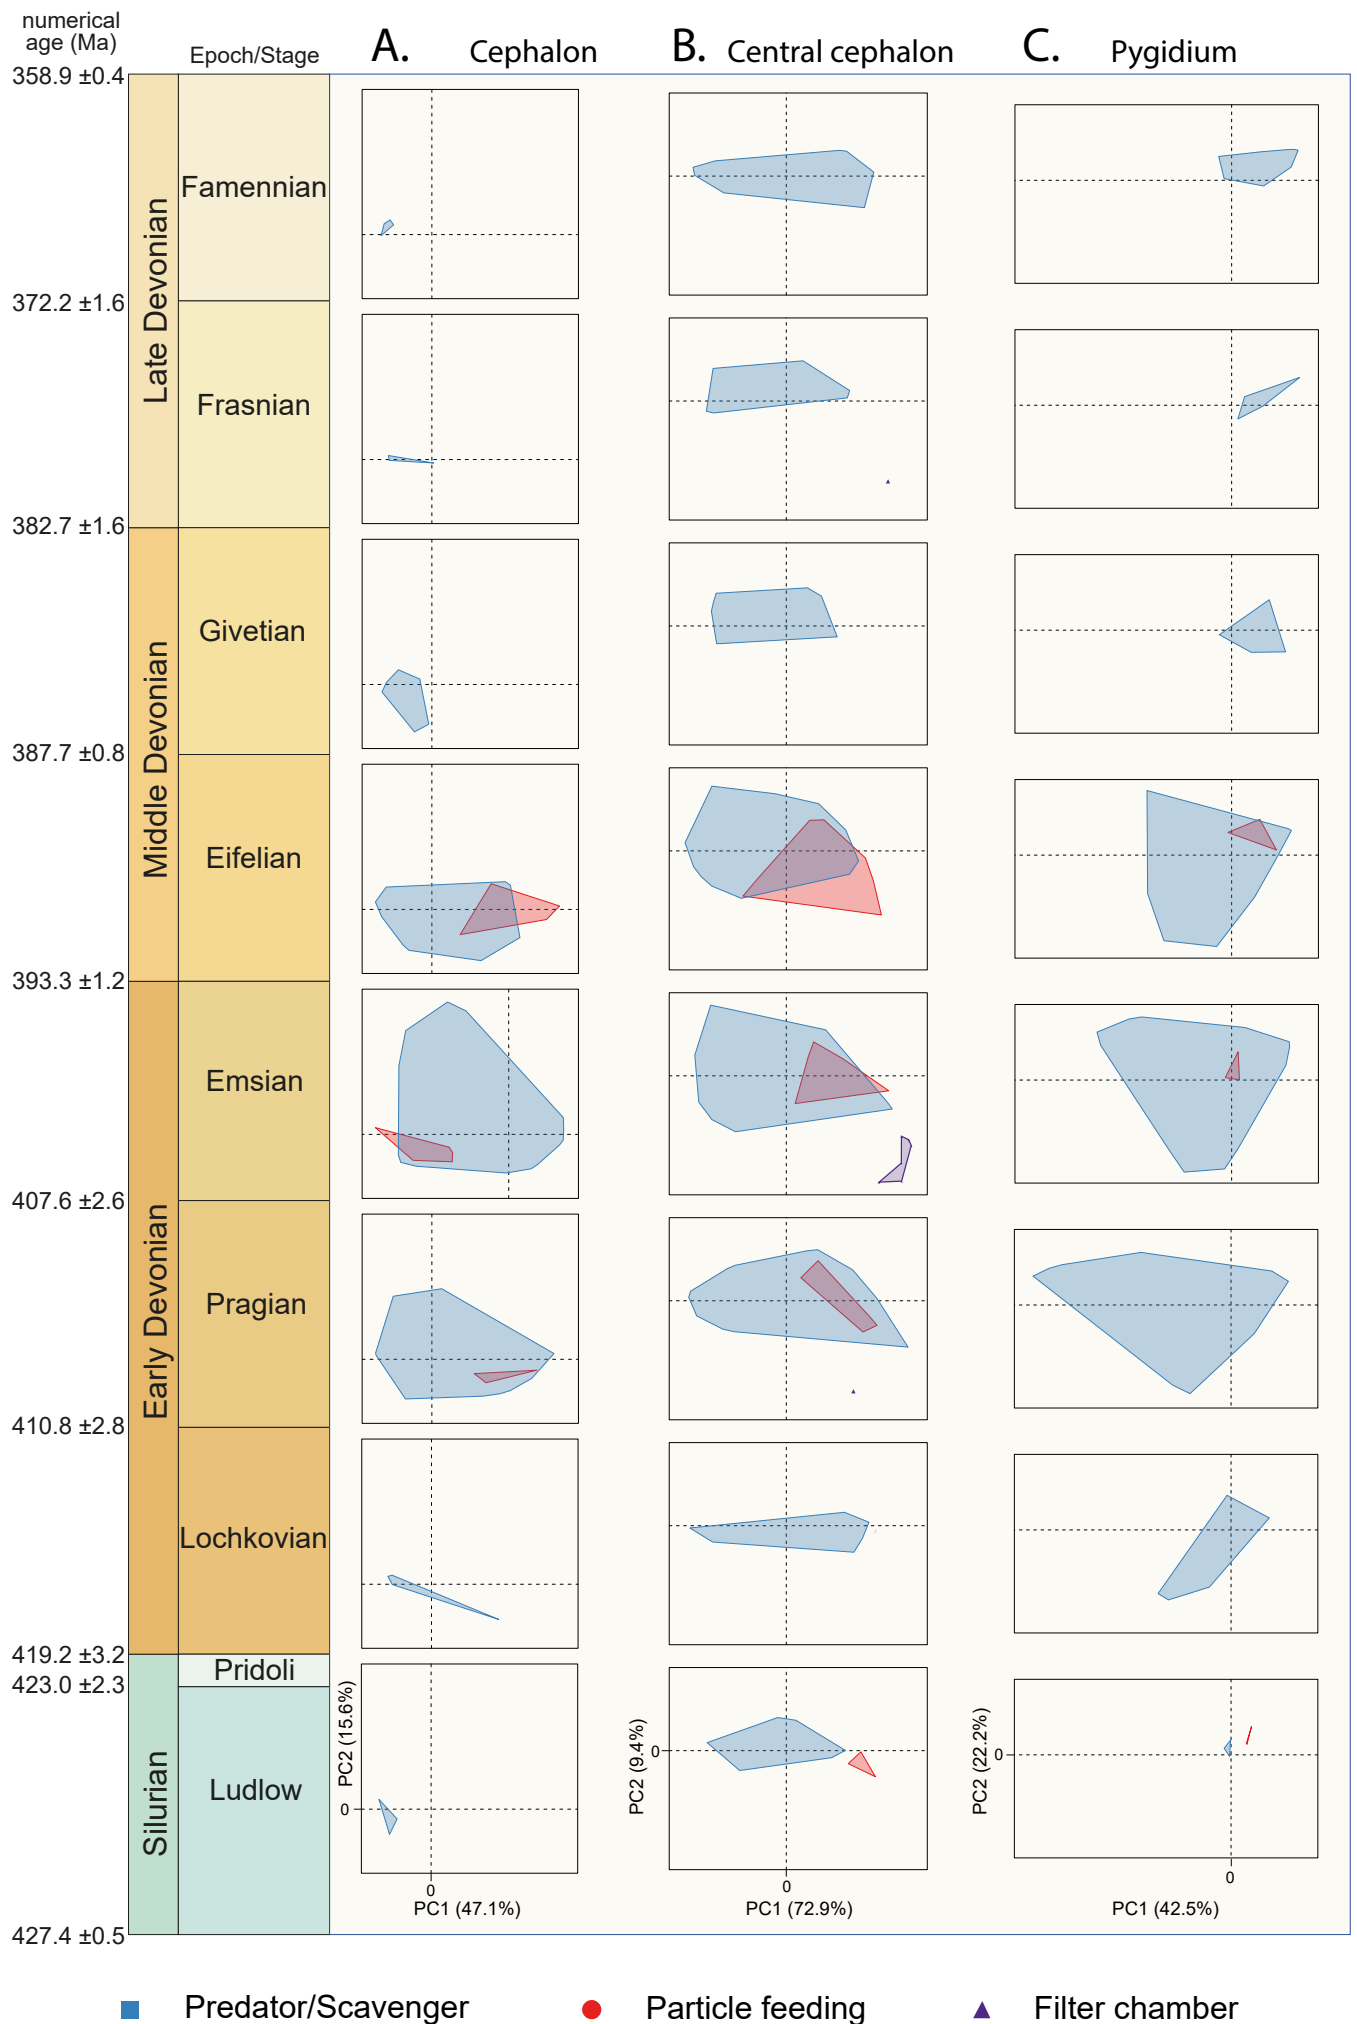 numerical
age (Ma)
Epoch/Stage
A. Cephalon
B. Central cephalon
C. Pygidium
358.9 ±0.4
Late Devonian
Famennian
372.2 ±1.6
Frasnian
382.7 ±1.6
Middle Devonian
Givetian
387.7 ±0.8
Eifelian
393.3 ±1.2
Early Devonian
Emsian
407.6 ±2.6
Pragian
410.8 ±2.8
Lochkovian
419.2 ±3.2
Silurian
Pridoli
423.0 ±2.3
Ludlow
427.4 ±0.5
PC2 (15.6%)
0
0
PC1 (47.1%)
PC2 (9.4%)
0
0
PC1 (72.9%)
PC2 (22.2%)
0
0
PC1 (42.5%)
Predator/Scavenger
Particle feeding
Filter chamber